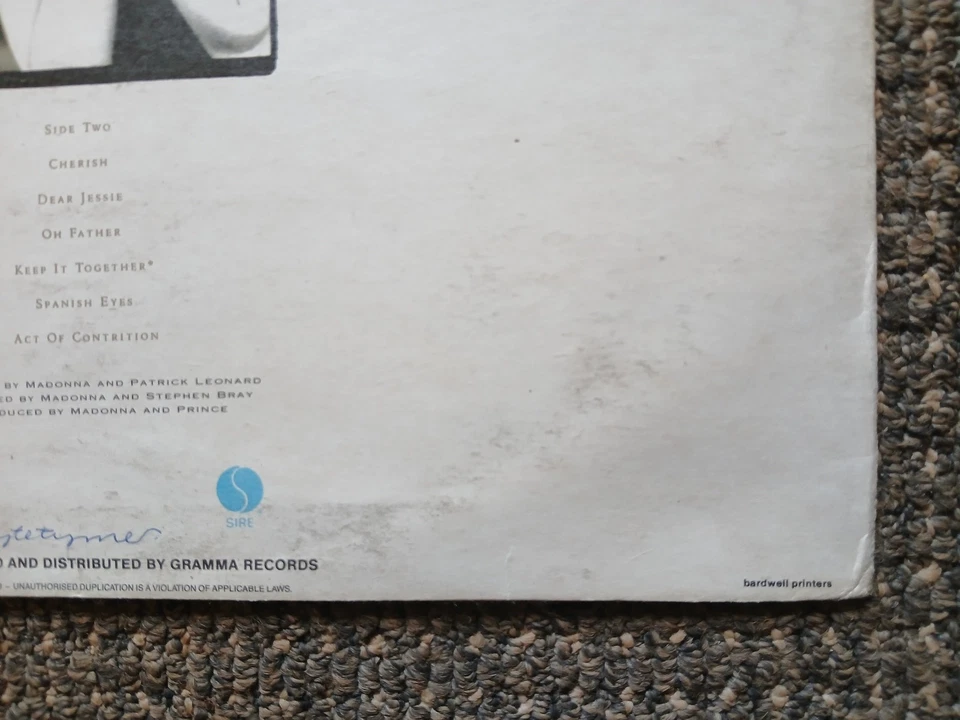 SIDE TWO
CHERISH
DEAR JESSIE
OH FATHER
KEEP IT TOGETHER*
SPANISH EYES
ACT OF CONTRITION
BY MADONNA AND PATRICK LEONARD
ED BY MADONNA AND STEPHEN BRAY
DUCED BY MADONNA AND PRINCE
SIRE
AND DISTRIBUTED BY GRAMMA RECORDS
– UNAUTHORISED DUPLICATION IS A VIOLATION OF APPLICABLE LAWS.
bardwell printers